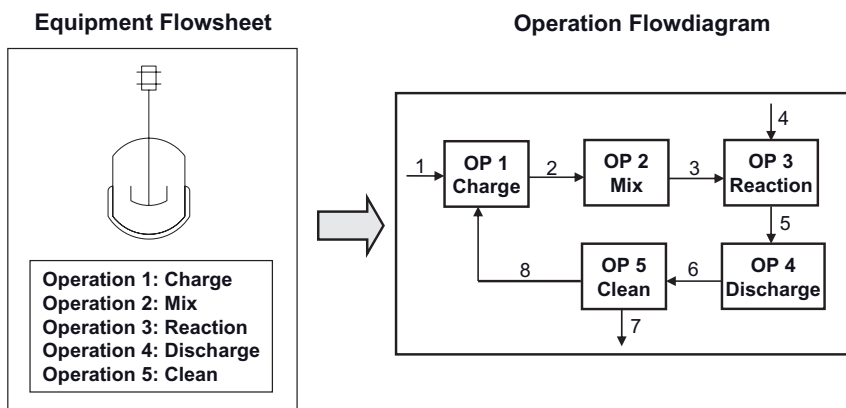 Equipment Flowsheet
Operation 1: Charge
Operation 2: Mix
Operation 3: Reaction
Operation 4: Discharge
Operation 5: Clean
Operation Flowdiagram
1
OP 1
Charge
2
OP 2
Mix
3
4
OP 3
Reaction
5
OP 4
Discharge
6
OP 5
Clean
7
8